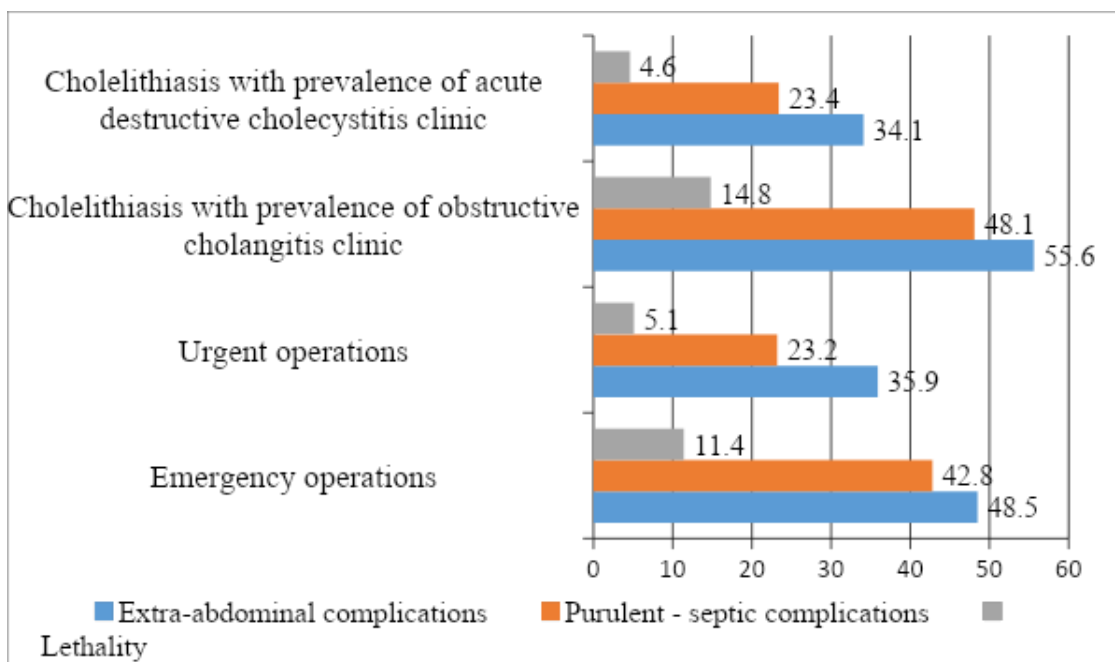 Cholelithiasis with prevalence of acute
destructive cholecystitis clinic
4.6
23.4
34.1
Cholelithiasis with prevalence of obstructive
cholangitis clinic
14.8
48.1
55.6
Urgent operations
5.1
23.2
35.9
Emergency operations
11.4
42.8
48.5
0 10 20 30 40 50 60
Extra-abdominal complications Purulent - septic complications
Lethality